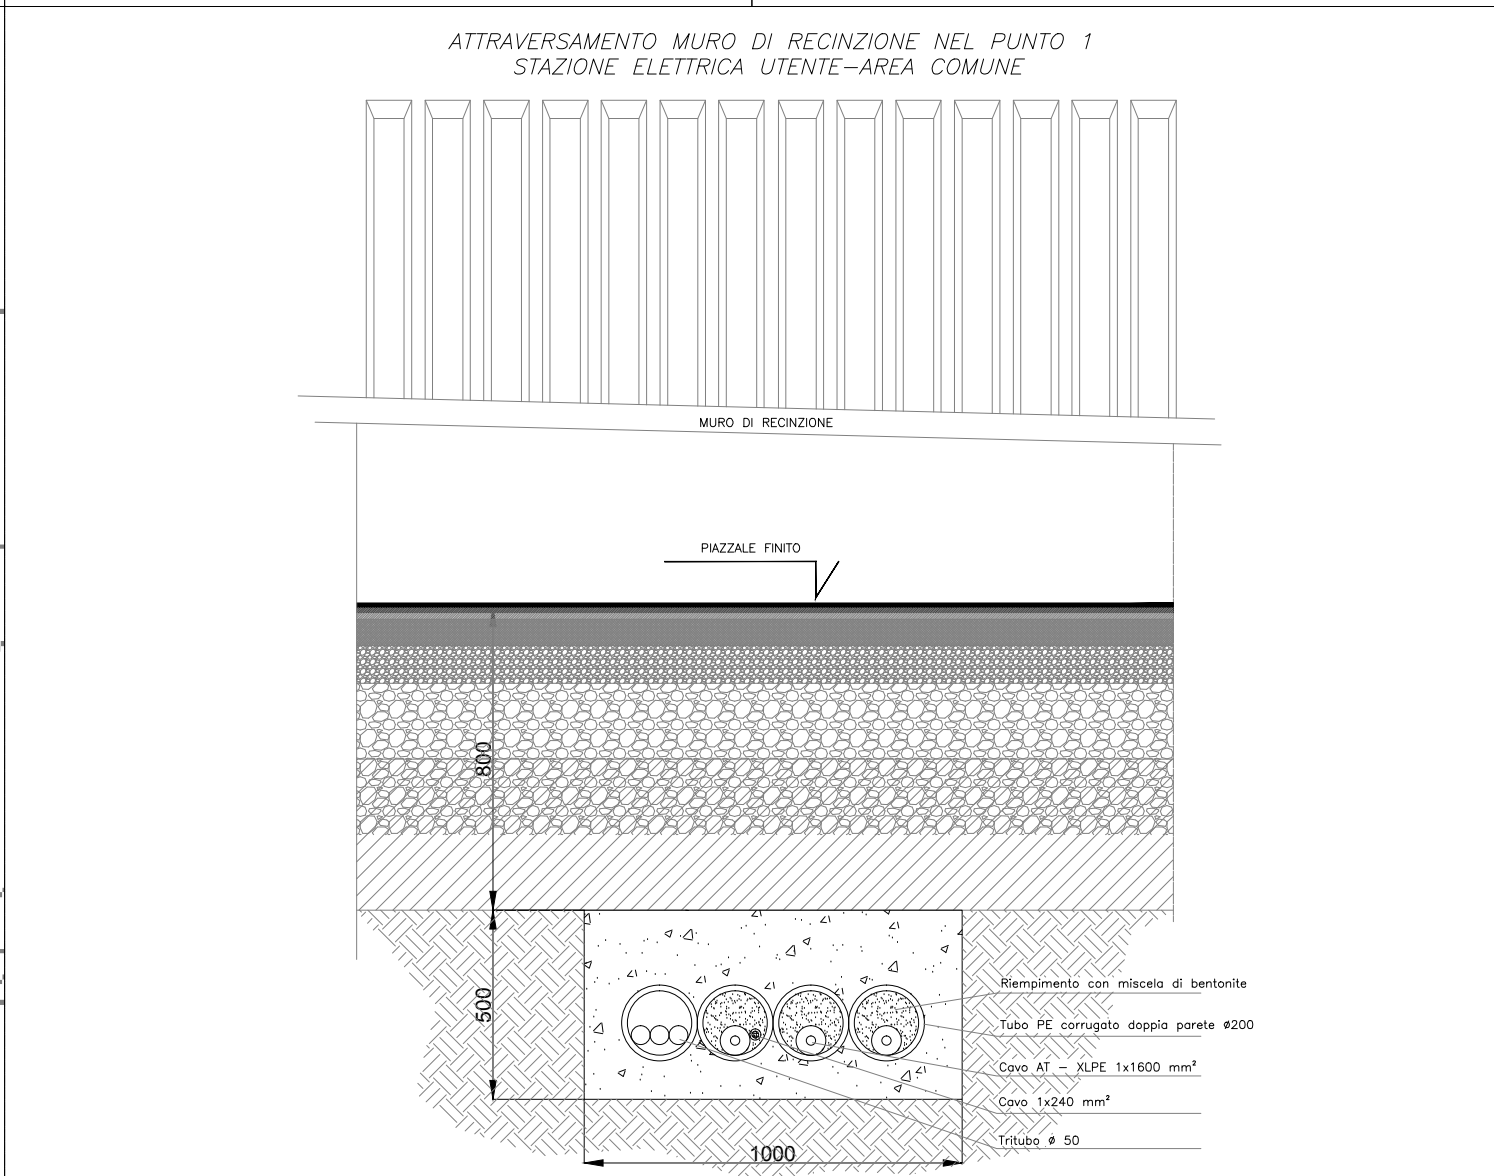 ATTRAVERSAMENTO MURO DI RECINZIONE NEL PUNTO 1
STAZIONE ELETTRICA UTENTE-AREA COMUNE
MURO DI RECINZIONE
PIAZZALE FINITO
800
500
Riempimento con miscela di bentonite
Tubo PE corrugato doppia parete ø200
Cavo AT - XLPE 1x1600 mm²
Cavo 1x240 mm²
Tritubo ø 50
1000